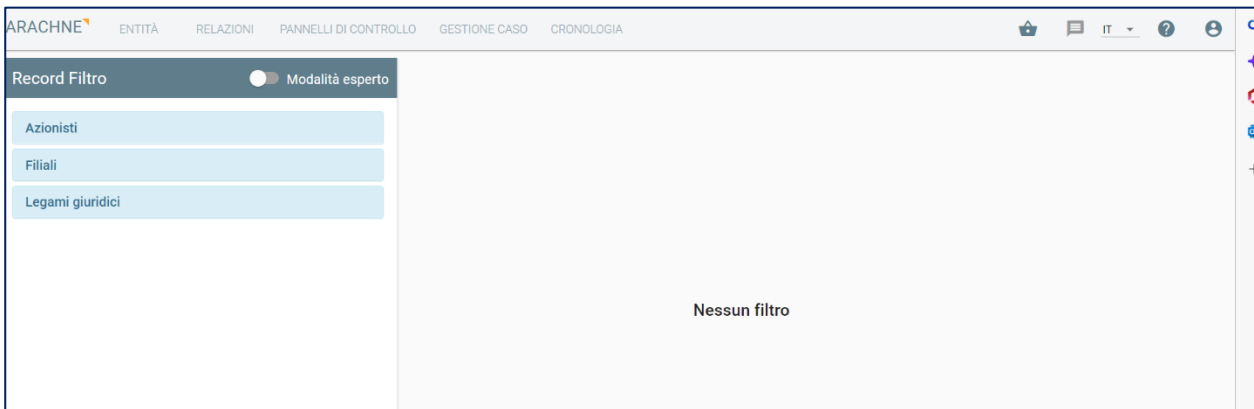 ARACHNE ENTITÀ RELAZIONI PANNELLI DI CONTROLLO GESTIONE CASO CRONOLOGIA IT
Record Filtro Modalità esperto
Azionisti
Filiali
Legami giuridici
Nessun filtro